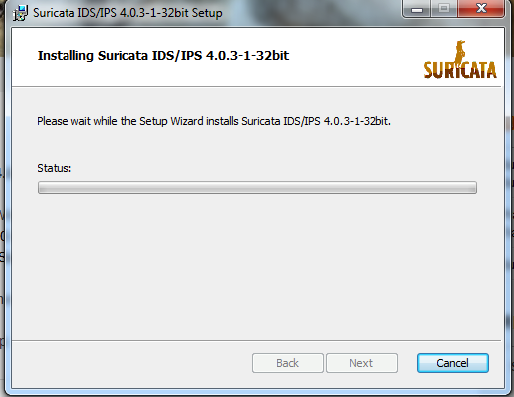 Suricata IDS/IPS 4.0.3-1-32bit Setup
Installing Suricata IDS/IPS 4.0.3-1-32bit
SURICATA
Please wait while the Setup Wizard installs Suricata IDS/IPS 4.0.3-1-32bit.
Status:
Back Next Cancel